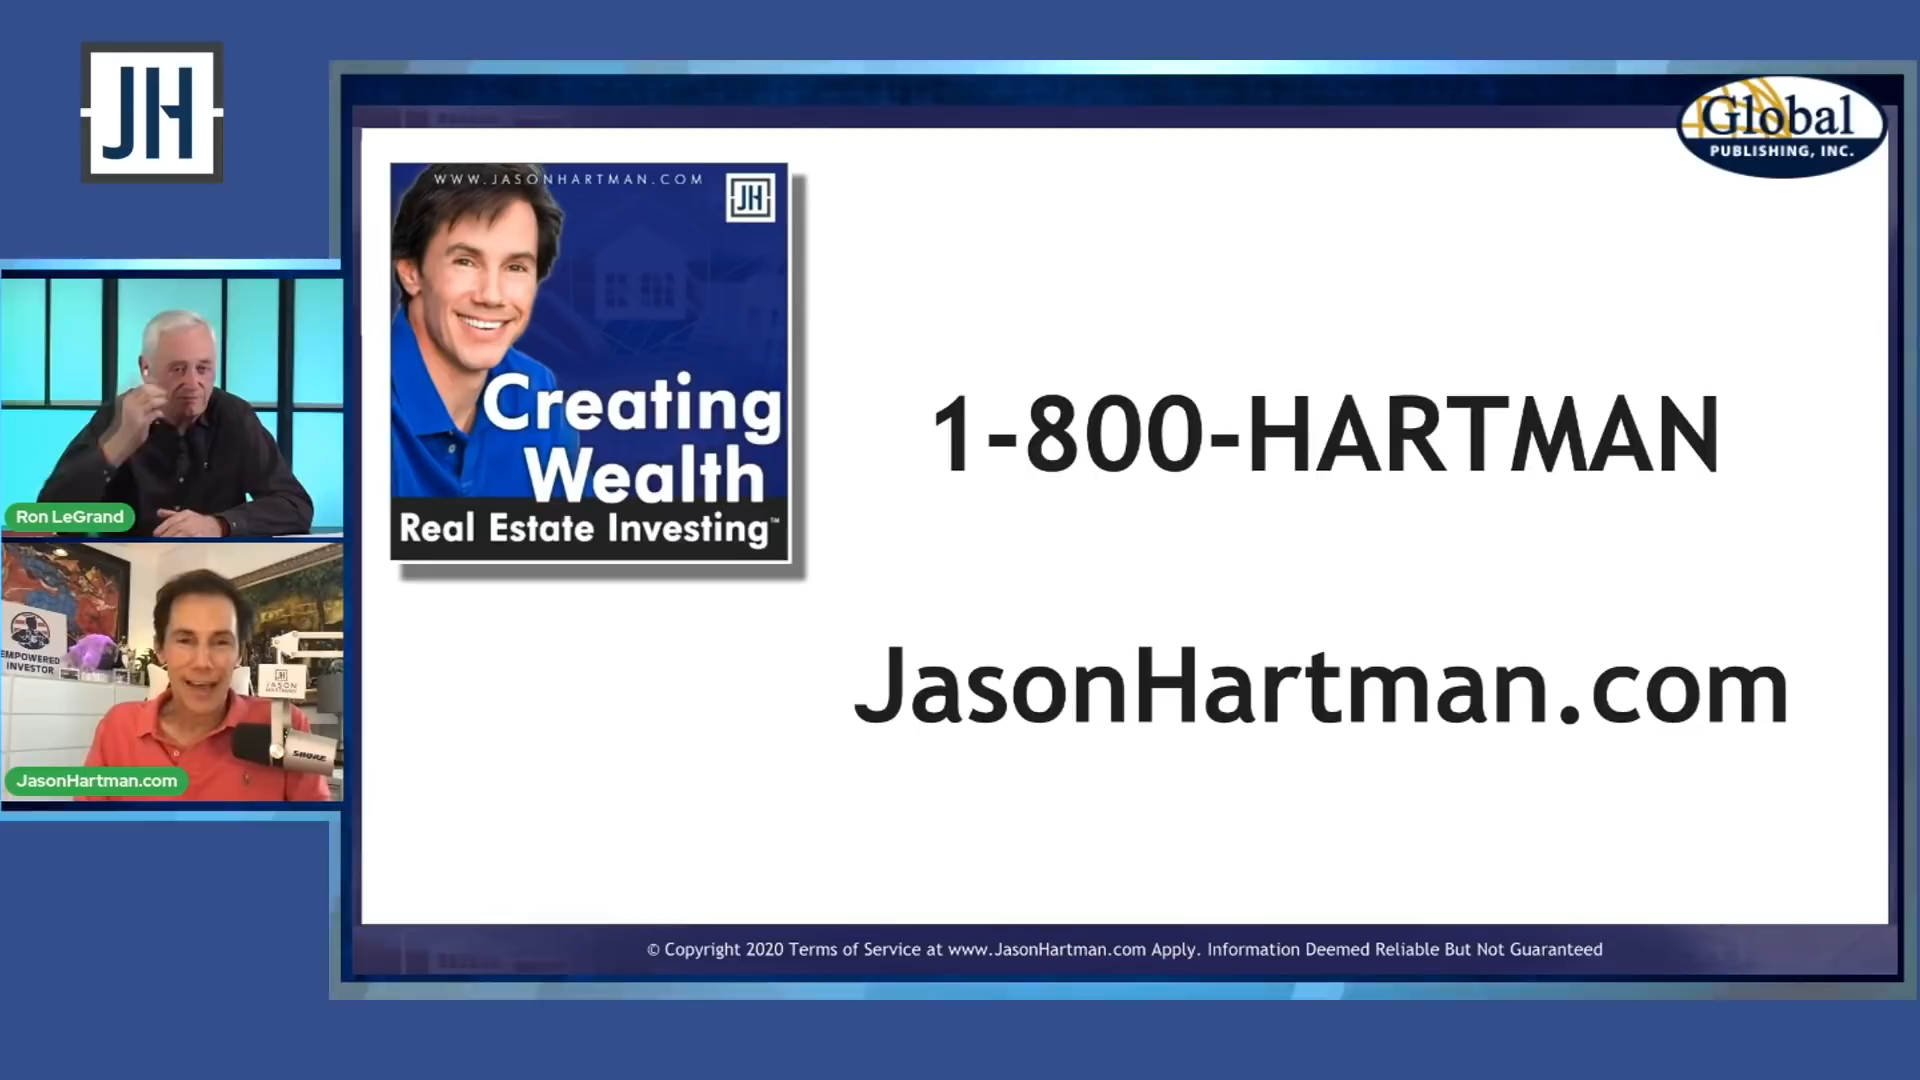 JH
Global
PUBLISHING, INC.
WWW.JASONHARTMAN.COM
JH
Creating
Wealth
Real Estate Investing™
1-800-HARTMAN
JasonHartman.com
Ron LeGrand
EMPOWERED
INVESTOR
JH
JASON
HARTMAN
SHURE
JasonHartman.com
© Copyright 2020 Terms of Service at www.JasonHartman.com Apply. Information Deemed Reliable But Not Guaranteed